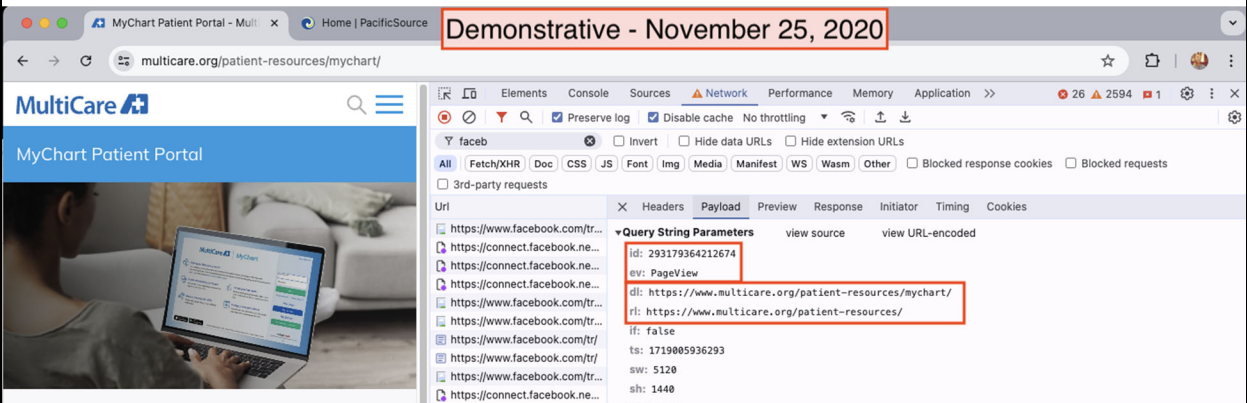 MyChart Patient Portal - Mult
Home | PacificSource
Demonstrative - November 25, 2020
multicare.org/patient-resources/mychart/
MultiCare
MyChart Patient Portal
MultiCare MyChart
Elements Console Sources Network Performance Memory Application 26 2594 1
Preserve log Disable cache No throttling
faceb Invert Hide data URLs Hide extension URLs
All Fetch/XHR Doc CSS JS Font Img Media Manifest WS Wasm Other Blocked response cookies Blocked requests
3rd-party requests
Url
https://www.facebook.com/tr...
https://connect.facebook.ne...
https://connect.facebook.ne...
https://connect.facebook.ne...
https://www.facebook.com/tr...
https://www.facebook.com/tr...
https://www.facebook.com/tr/
https://www.facebook.com/tr/
https://www.facebook.com/tr...
https://connect.facebook.ne...
Headers Payload Preview Response Initiator Timing Cookies
Query String Parameters view source view URL-encoded
id: 293179364212674
ev: PageView
dl: https://www.multicare.org/patient-resources/mychart/
rl: https://www.multicare.org/patient-resources/
if: false
ts: 1719005936293
sw: 5120
sh: 1440